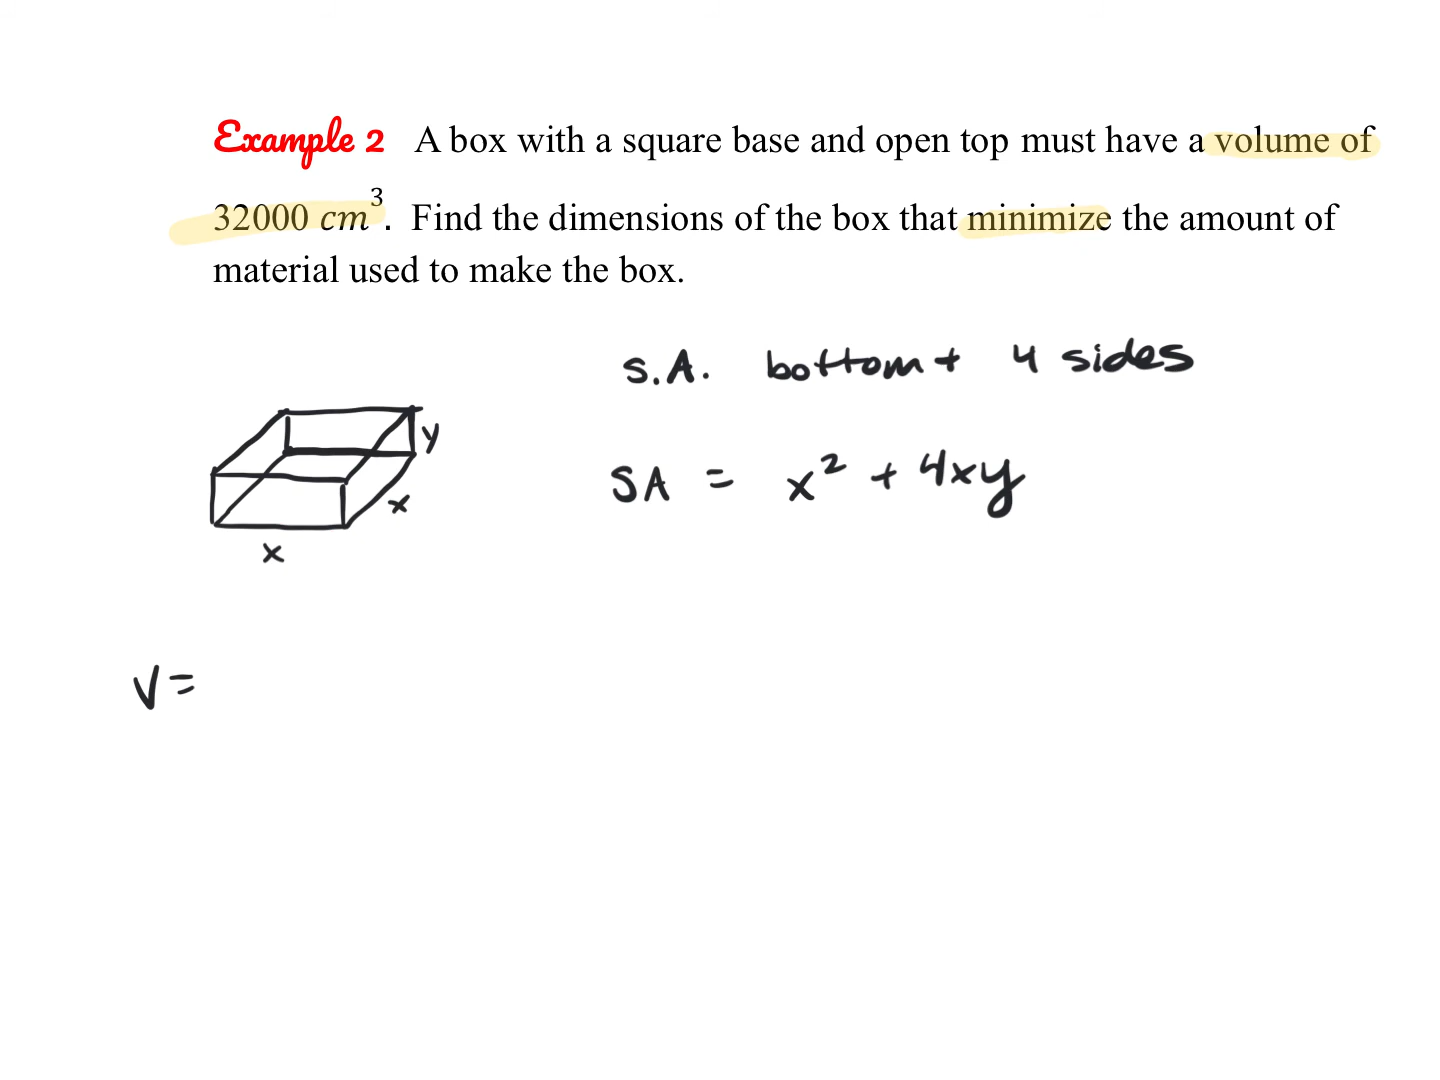 Example 2 A box with a square base and open top must have a volume of
32000 cm³. Find the dimensions of the box that minimize the amount of
material used to make the box.
S.A. bottom + 4 sides
y
SA = x² + 4xy
x
x
V =